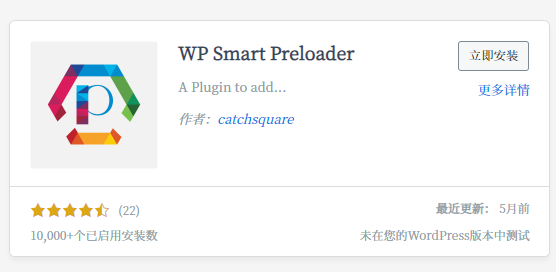 WP Smart Preloader
立即安装
A Plugin to add...
更多详情
作者：catchsquare
(22)
最近更新： 5月前
10,000+个已启用安装数
未在您的WordPress版本中测试